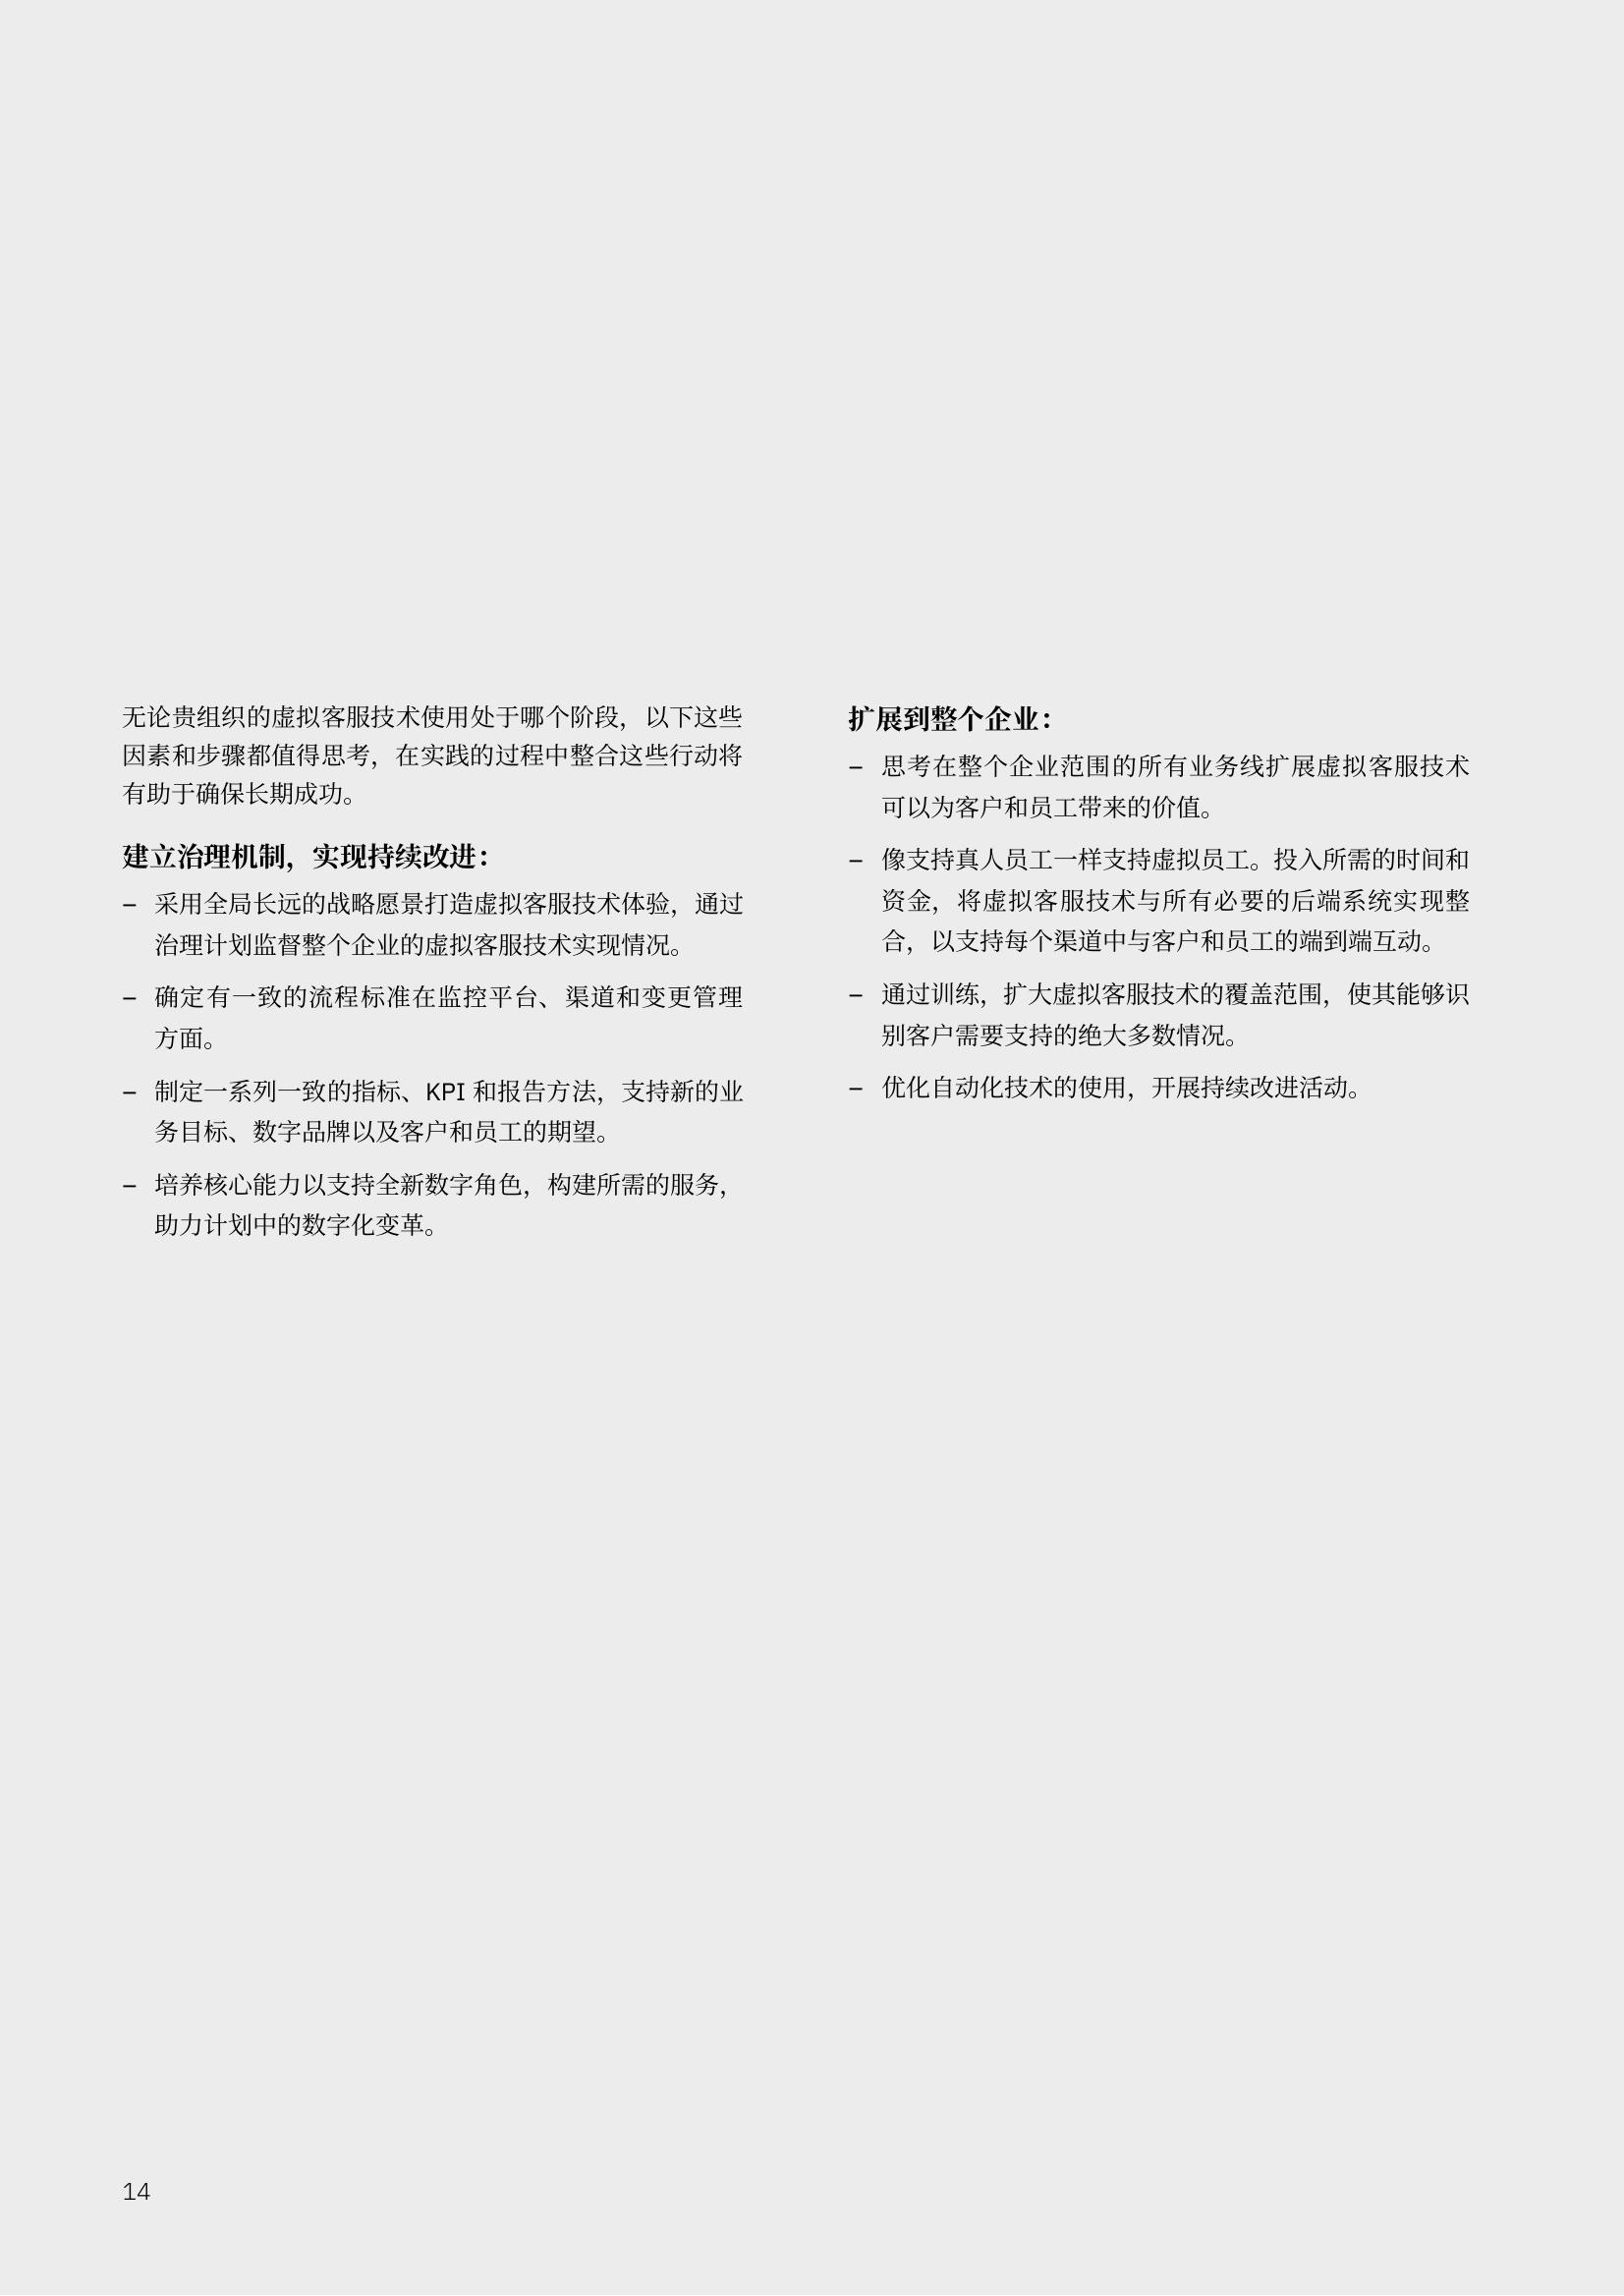 无论贵组织的虚拟客服技术使用处于哪个阶段，以下这些
因素和步骤都值得思考，在实践的过程中整合这些行动将
有助于确保长期成功。
建立治理机制，实现持续改进：
– 采用全局长远的战略愿景打造虚拟客服技术体验，通过
治理计划监督整个企业的虚拟客服技术实现情况。
– 确定有一致的流程标准在监控平台、渠道和变更管理
方面。
– 制定一系列一致的指标、KPI 和报告方法，支持新的业
务目标、数字品牌以及客户和员工的期望。
– 培养核心能力以支持全新数字角色，构建所需的服务，
助力计划中的数字化变革。
扩展到整个企业：
– 思考在整个企业范围的所有业务线扩展虚拟客服技术
可以为客户和员工带来的价值。
– 像支持真人员工一样支持虚拟员工。投入所需的时间和
资金，将虚拟客服技术与所有必要的后端系统实现整
合，以支持每个渠道中与客户和员工的端到端互动。
– 通过训练，扩大虚拟客服技术的覆盖范围，使其能够识
别客户需要支持的绝大多数情况。
– 优化自动化技术的使用，开展持续改进活动。
14